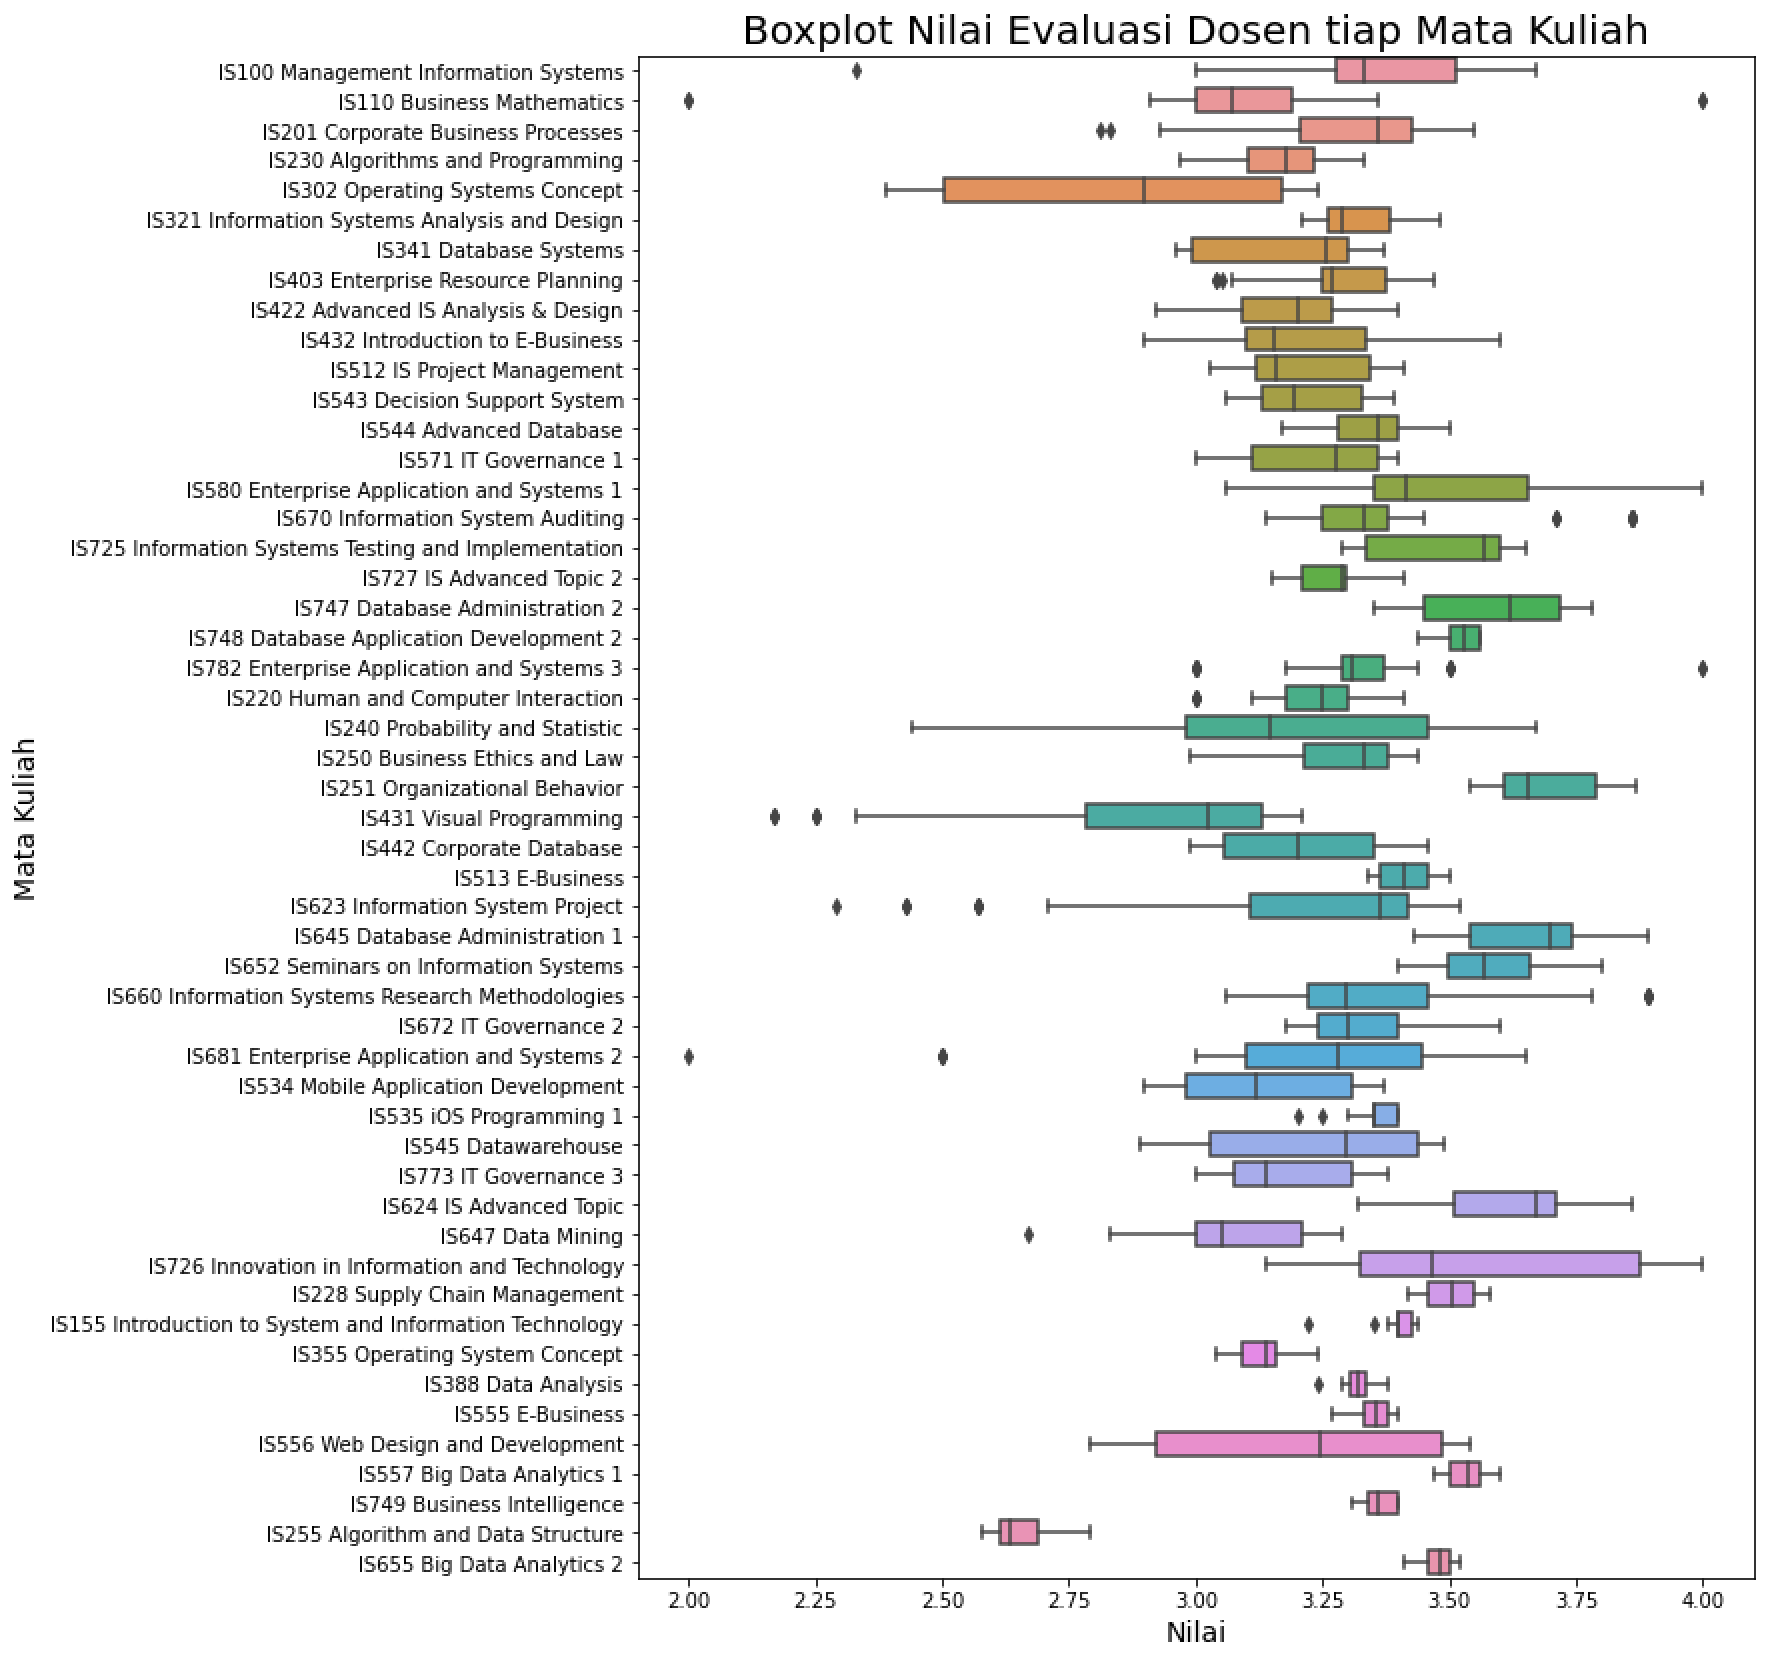 Boxplot Nilai Evaluasi Dosen tiap Mata Kuliah
IS100 Management Information Systems
IS110 Business Mathematics
IS201 Corporate Business Processes
IS230 Algorithms and Programming
IS302 Operating Systems Concept
IS321 Information Systems Analysis and Design
IS341 Database Systems
IS403 Enterprise Resource Planning
IS422 Advanced IS Analysis & Design
IS432 Introduction to E-Business
IS512 IS Project Management
IS543 Decision Support System
IS544 Advanced Database
IS571 IT Governance 1
IS580 Enterprise Application and Systems 1
IS670 Information System Auditing
IS725 Information Systems Testing and Implementation
IS727 IS Advanced Topic 2
IS747 Database Administration 2
IS748 Database Application Development 2
IS782 Enterprise Application and Systems 3
IS220 Human and Computer Interaction
IS240 Probability and Statistic
IS250 Business Ethics and Law
IS251 Organizational Behavior
IS431 Visual Programming
IS442 Corporate Database
IS513 E-Business
IS623 Information System Project
IS645 Database Administration 1
IS652 Seminars on Information Systems
IS660 Information Systems Research Methodologies
IS672 IT Governance 2
IS681 Enterprise Application and Systems 2
IS534 Mobile Application Development
IS535 iOS Programming 1
IS545 Datawarehouse
IS773 IT Governance 3
IS624 IS Advanced Topic
IS647 Data Mining
IS726 Innovation in Information and Technology
IS228 Supply Chain Management
IS155 Introduction to System and Information Technology
IS355 Operating System Concept
IS388 Data Analysis
IS555 E-Business
IS556 Web Design and Development
IS557 Big Data Analytics 1
IS749 Business Intelligence
IS255 Algorithm and Data Structure
IS655 Big Data Analytics 2
Mata Kuliah
2.00 2.25 2.50 2.75 3.00 3.25 3.50 3.75 4.00
Nilai